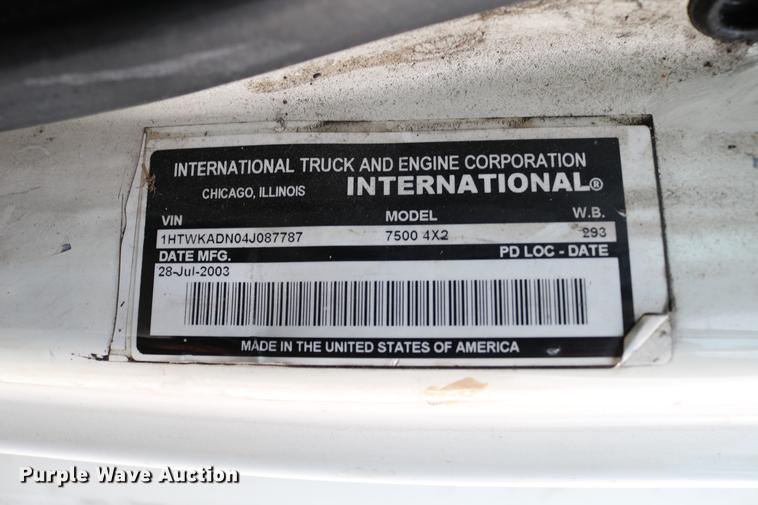 INTERNATIONAL TRUCK AND ENGINE CORPORATION
CHICAGO, ILLINOIS INTERNATIONAL®
VIN MODEL W.B.
1HTWKADN04J087787 7500 4X2 293
DATE MFG. PD LOC - DATE
28-Jul-2003
MADE IN THE UNITED STATES OF AMERICA
Purple Wave Auction